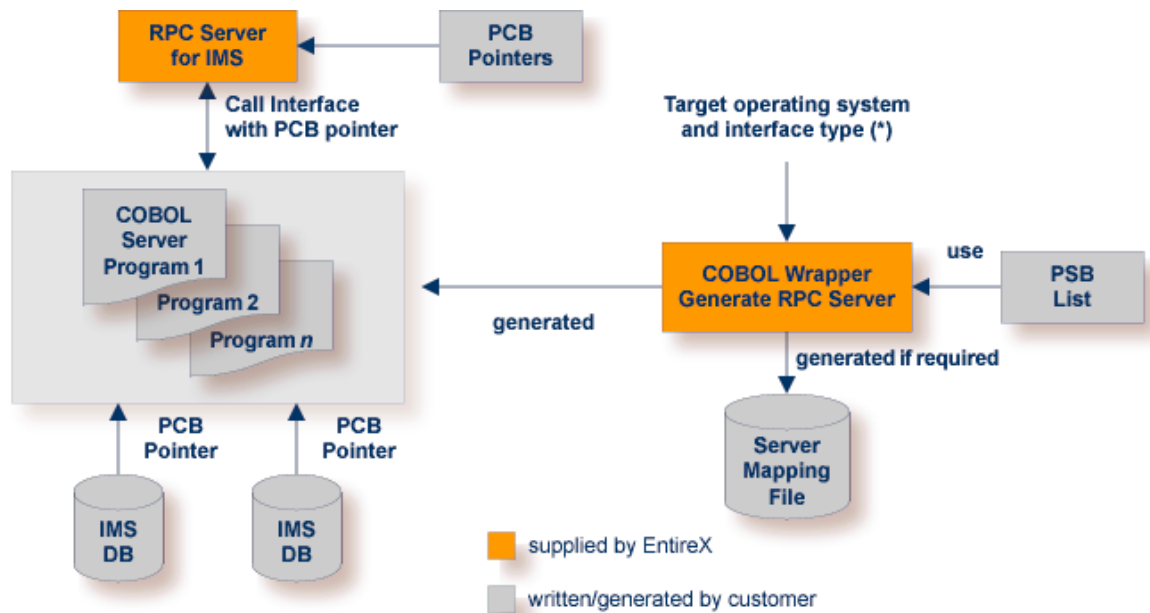 RPC Server
for IMS
PCB
Pointers
Call Interface
with PCB pointer
Target operating system
and interface type (*)
COBOL
Server
Program 1
Program 2
Program n
COBOL Wrapper
Generate RPC Server
use
PSB
List
generated
generated if required
PCB
Pointer
PCB
Pointer
Server
Mapping
File
IMS
DB
IMS
DB
supplied by EntireX
written/generated by customer